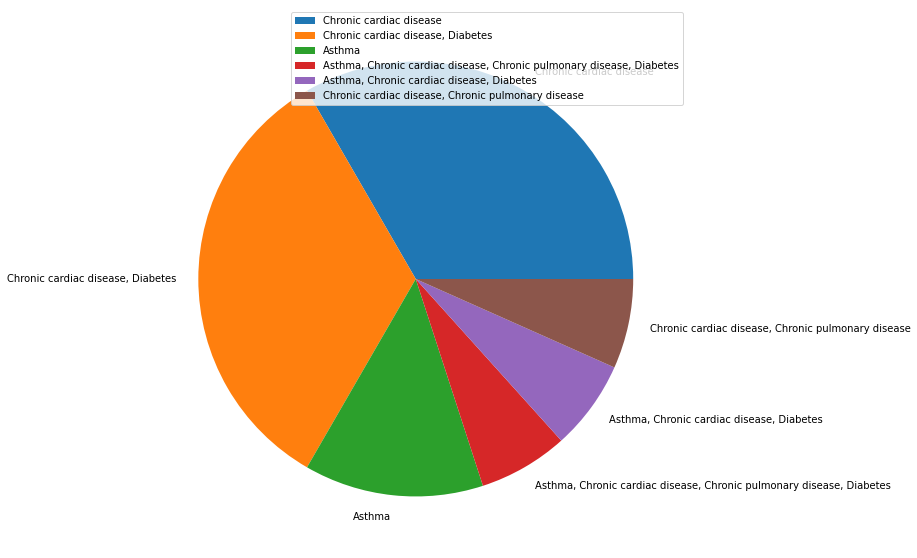 Chronic cardiac disease
Chronic cardiac disease, Diabetes
Asthma
Asthma, Chronic cardiac disease, Chronic pulmonary disease, Diabetes
Asthma, Chronic cardiac disease, Diabetes
Chronic cardiac disease, Chronic pulmonary disease
Chronic cardiac disease
Chronic cardiac disease, Diabetes
Chronic cardiac disease, Chronic pulmonary disease
Asthma, Chronic cardiac disease, Diabetes
Asthma, Chronic cardiac disease, Chronic pulmonary disease, Diabetes
Asthma